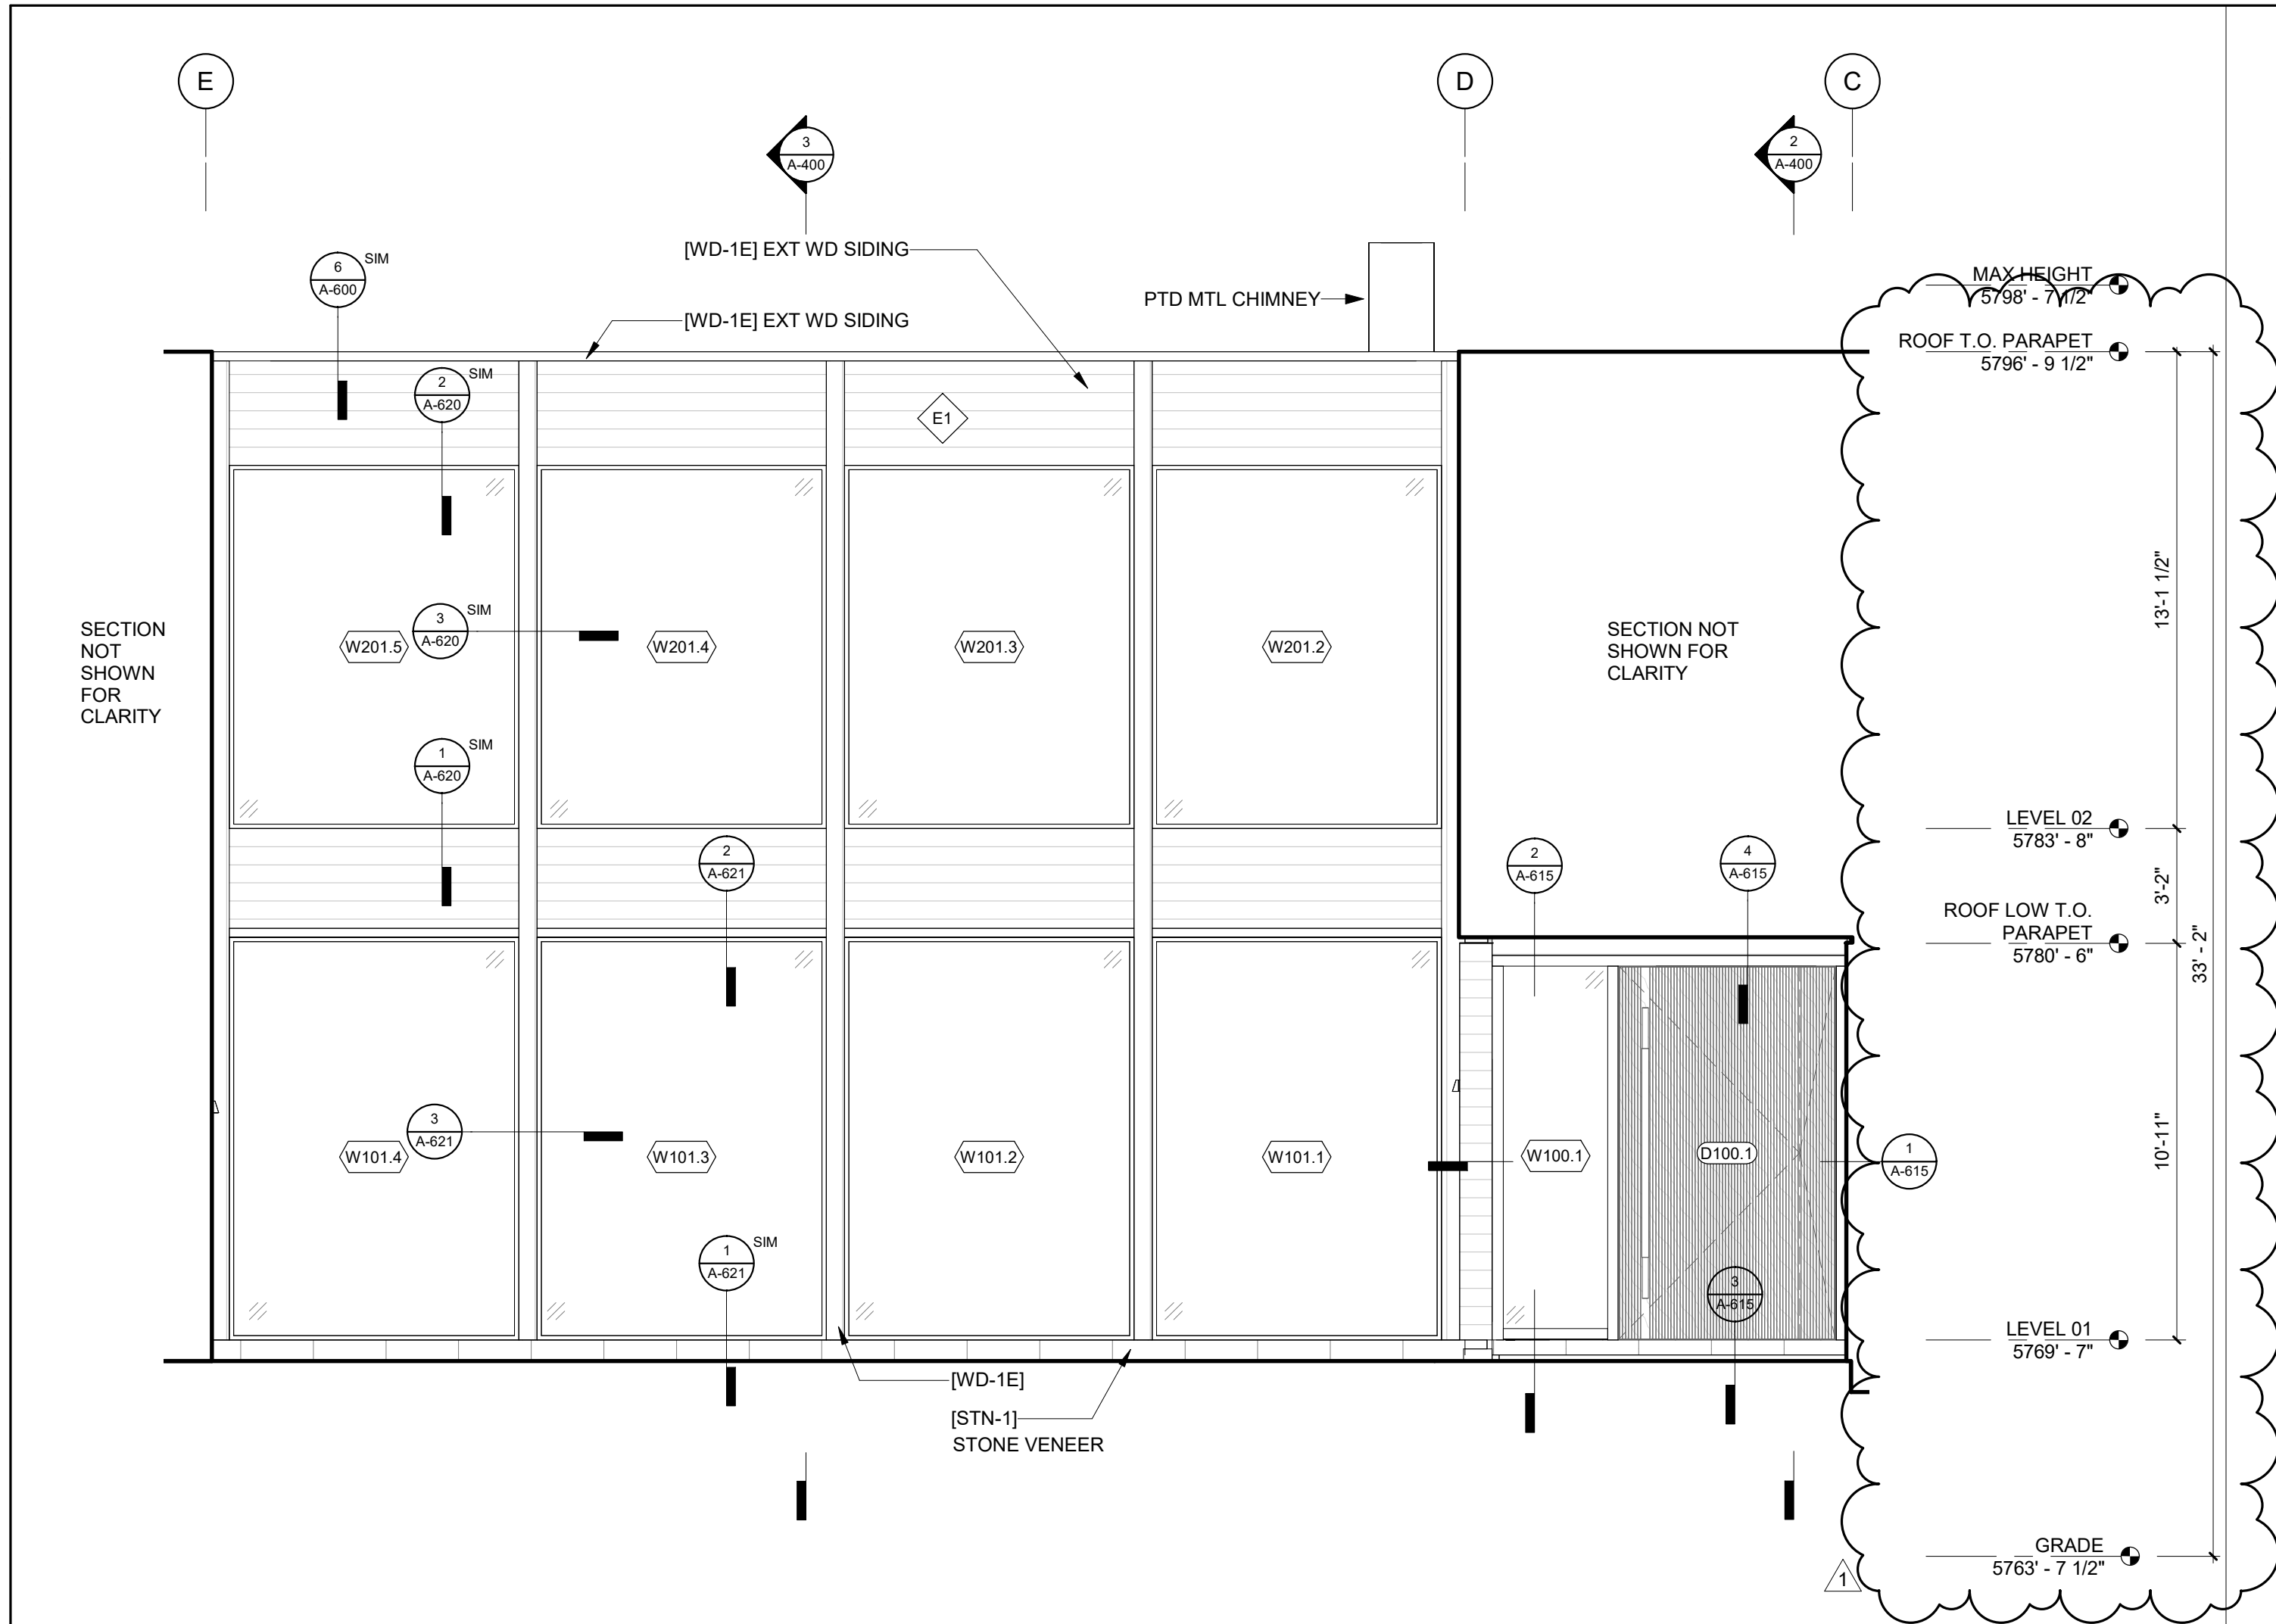 E
D
C
3
A-400
2
A-400
[WD-1E] EXT WD SIDING
6
A-600
SIM
MAX HEIGHT
5798' - 7 1/2"
PTD MTL CHIMNEY
[WD-1E] EXT WD SIDING
ROOF T.O. PARAPET
5796' - 9 1/2"
2
A-620
SIM
E1
13'-1 1/2"
3
A-620
SIM
W201.5
W201.4
W201.3
W201.2
SECTION
NOT
SHOWN
FOR
CLARITY
SECTION NOT
SHOWN FOR
CLARITY
1
A-620
SIM
LEVEL 02
5783' - 8"
2
A-621
2
A-615
4
A-615
3'-2"
ROOF LOW T.O.
PARAPET
5780' - 6"
33' - 2"
3
A-621
W101.4
W101.3
W101.2
W101.1
W100.1
D100.1
1
A-615
10'-11"
1
A-621
SIM
3
A-615
LEVEL 01
5769' - 7"
[WD-1E]
[STN-1]
STONE VENEER
GRADE
5763' - 7 1/2"
1